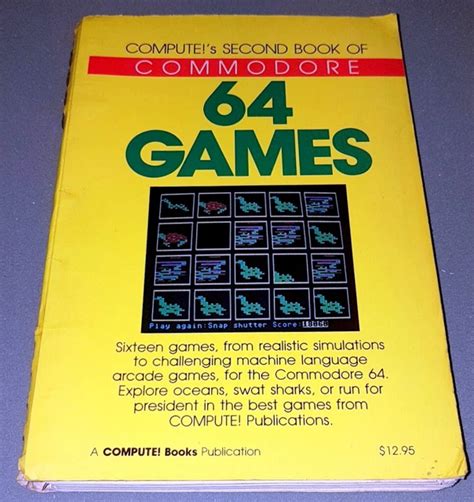 COMPUTE!'s SECOND BOOK OF
COMMODORE
64
GAMES
Play again:Snap shutter Score:18860
Sixteen games, from realistic simulations
to challenging machine language
arcade games, for the Commodore 64.
Explore oceans, swat sharks, or run for
president in the best games from
COMPUTE! Publications.
A COMPUTE! Books Publication
$12.95